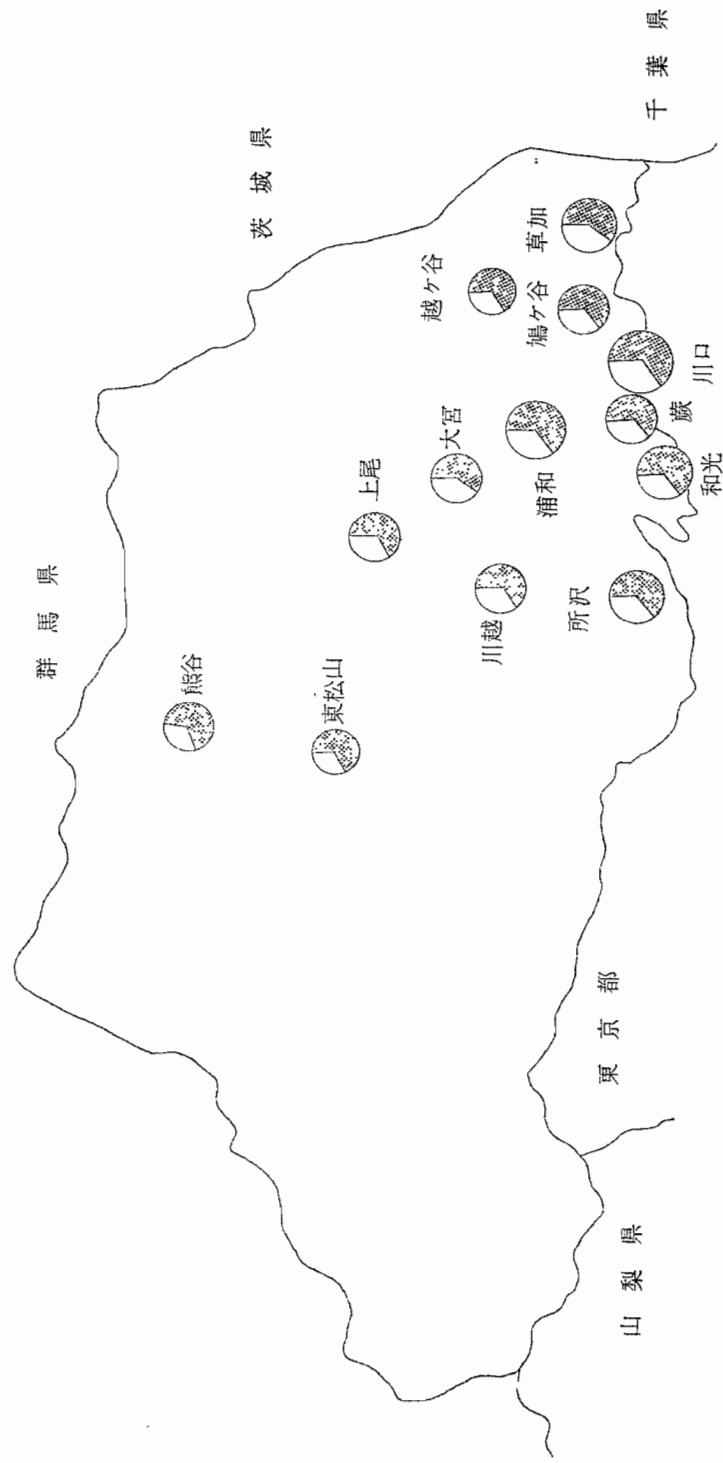 群馬県
茨城県
千葉県
熊谷
上尾
越ヶ谷
草加
大宮
鳩ヶ谷
東松山
川越
浦和
川口
蕨
所沢
和光
東京都
山梨県